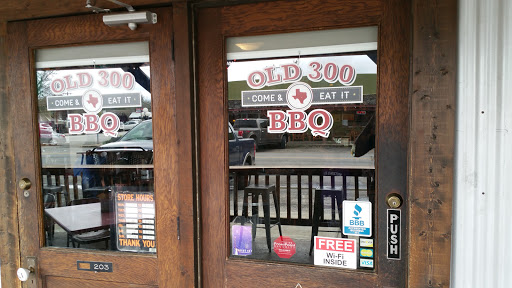 OLD 300
COME & EAT IT
BBQ
OLD 300
COME & EAT IT
BBQ
STORE HOURS
THANK YOU
203
BBB
FREE
Wi-Fi
INSIDE
VISA
PUSH